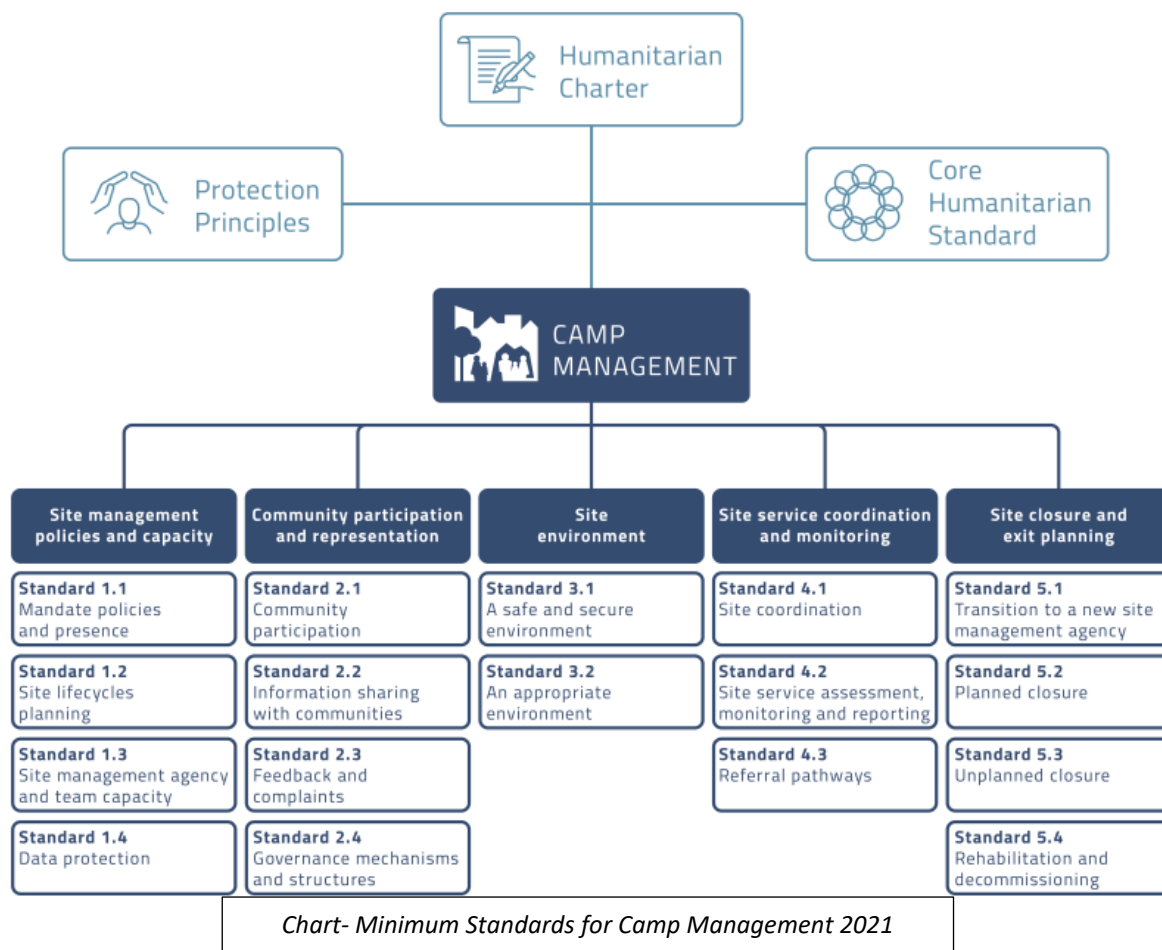 Humanitarian
Charter
Protection
Principles
Core
Humanitarian
Standard
CAMP
MANAGEMENT
Site management
policies and capacity
Standard 1.1
Mandate policies
and presence
Standard 1.2
Site lifecycles
planning
Standard 1.3
Site management agency
and team capacity
Standard 1.4
Data protection
Community participation
and representation
Standard 2.1
Community
participation
Standard 2.2
Information sharing
with communities
Standard 2.3
Feedback and
complaints
Standard 2.4
Governance mechanisms
and structures
Site
environment
Standard 3.1
A safe and secure
environment
Standard 3.2
An appropriate
environment
Site service coordination
and monitoring
Standard 4.1
Site coordination
Standard 4.2
Site service assessment,
monitoring and reporting
Standard 4.3
Referral pathways
Site closure and
exit planning
Standard 5.1
Transition to a new site
management agency
Standard 5.2
Planned closure
Standard 5.3
Unplanned closure
Standard 5.4
Rehabilitation and
decommissioning
Chart- Minimum Standards for Camp Management 2021